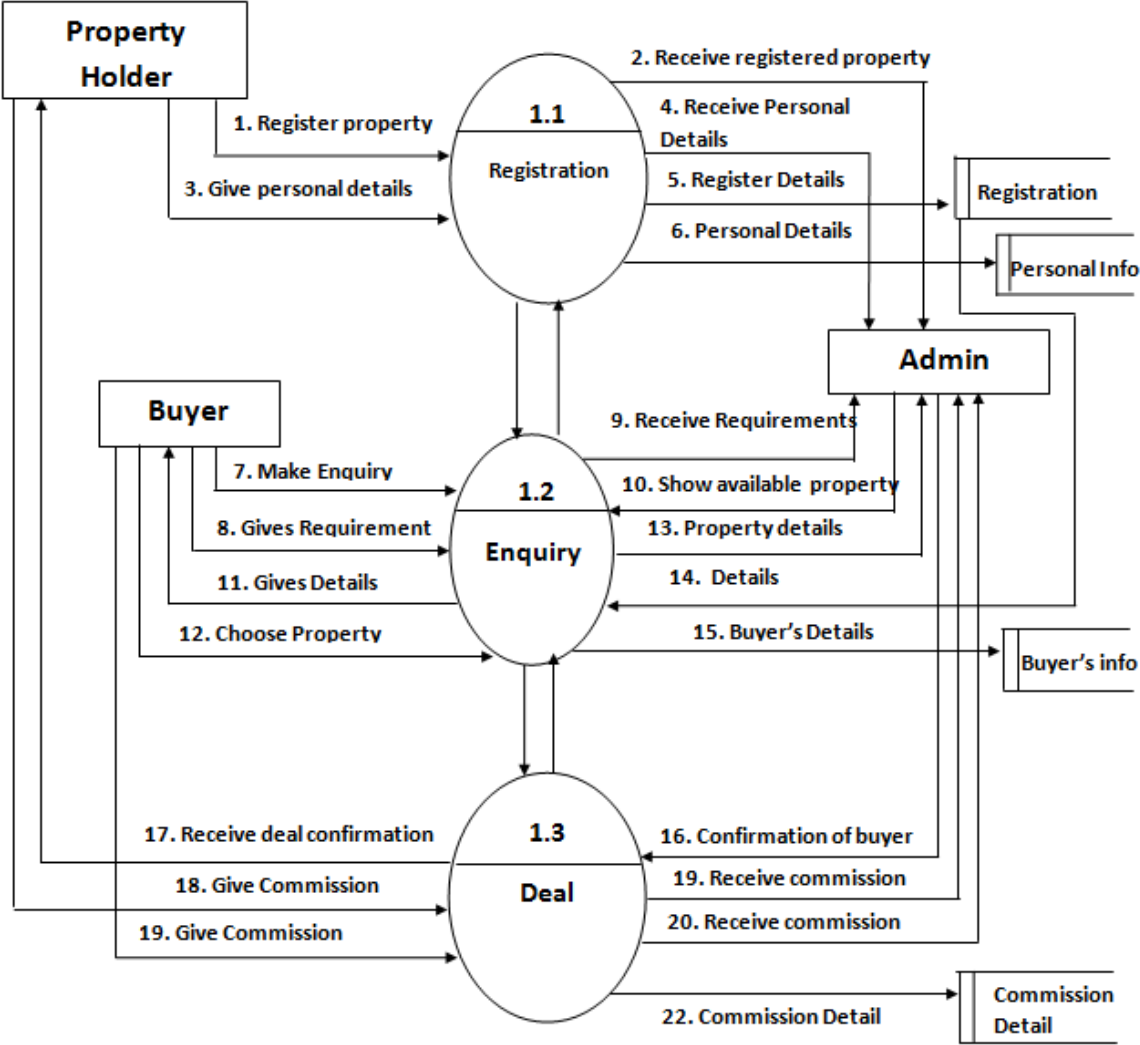 Property
Holder
2. Receive registered property
1.1
4. Receive Personal
Details
1. Register property
Registration
5. Register Details
Registration
3. Give personal details
6. Personal Details
Personal Info
Admin
Buyer
9. Receive Requirements
7. Make Enquiry
1.2
10. Show available property
8. Gives Requirement
13. Property details
Enquiry
11. Gives Details
14. Details
12. Choose Property
15. Buyer's Details
Buyer's info
17. Receive deal confirmation
1.3
16. Confirmation of buyer
18. Give Commission
Deal
19. Receive commission
19. Give Commission
20. Receive commission
22. Commission Detail
Commission
Detail